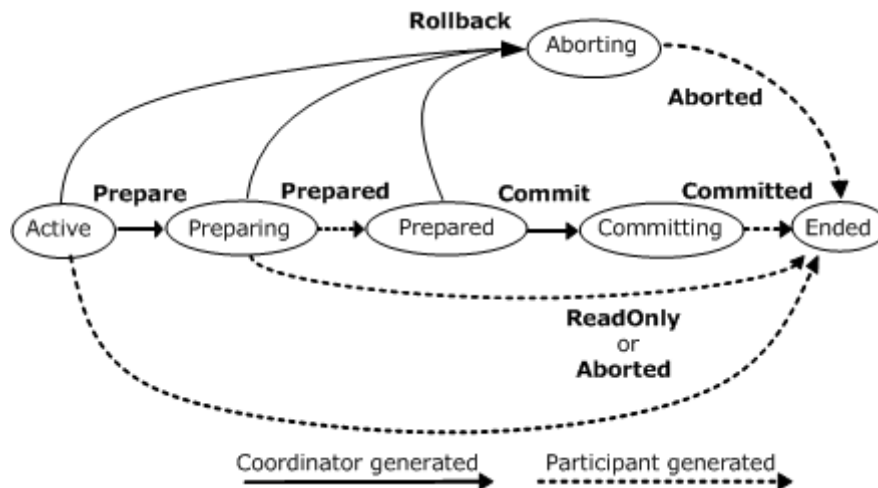 Rollback
Aborting
Aborted
Prepare
Prepared
Commit
Committed
Active
Preparing
Prepared
Committing
Ended
ReadOnly
or
Aborted
Coordinator generated
Participant generated